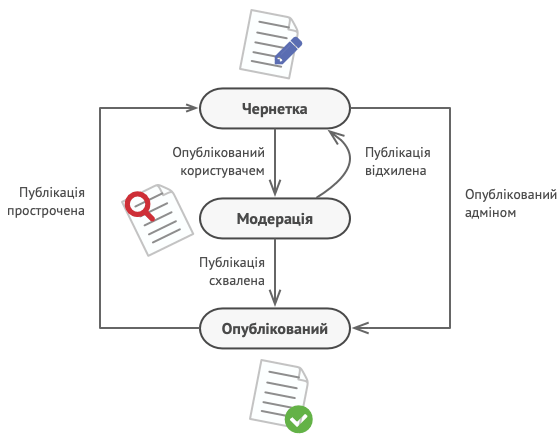 Чернетка
Опублікований
користувачем
Публікація
відхилена
Публікація
прострочена
Опублікований
адміном
Модерація
Публікація
схвалена
Опублікований